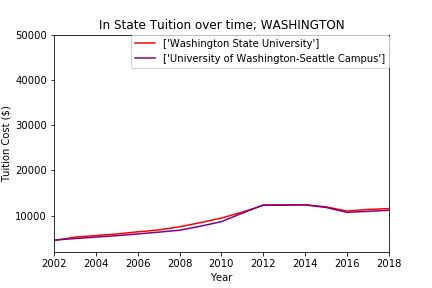 In State Tuition over time; WASHINGTON
['Washington State University']
['University of Washington-Seattle Campus']
Tuition Cost ($)
50000
40000
30000
20000
10000
2002 2004 2006 2008 2010 2012 2014 2016 2018
Year